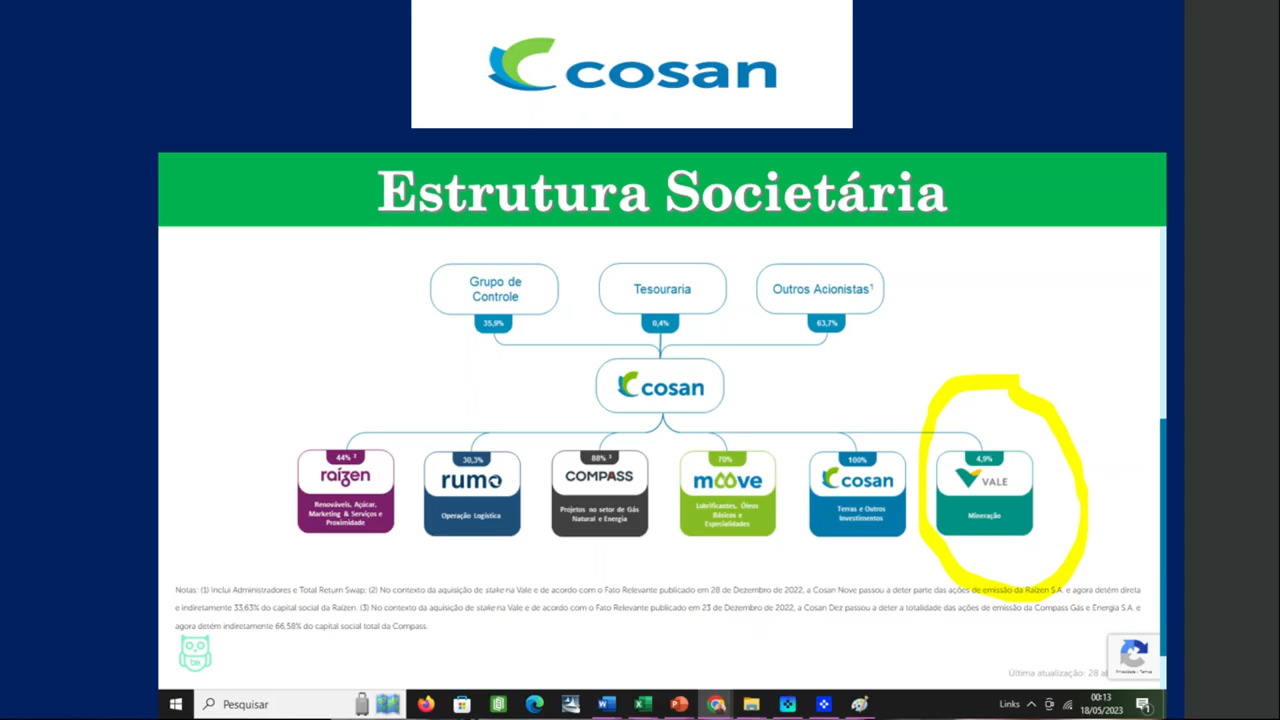 cosan
Estrutura Societária
Grupo de
Controle
Tesouraria
Outros Acionistas¹
35,9%
0,4%
63,7%
cosan
44% ²
raízen
Renováveis, Açúcar,
Marketing & Serviços e
Proximidade
30,3%
rumo
Operação Logística
88% ³
COMPASS
Projetos no setor de Gás
Natural e Energia
70%
moove
Lubrificantes, Óleos
Básicos e
Especialidades
100%
cosan
Terras e Outros
Investimentos
4,9%
VALE
Mineração
Notas: (1) Inclui Administradores e Total Return Swap; (2) No contexto da aquisição de stake na Vale e de acordo com o Fato Relevante publicado em 28 de Dezembro de 2022, a Cosan Nove passou a deter parte das ações de emissão da Raízen S.A. e agora detém direta
e indiretamente 33,63% do capital social da Raízen. (3) No contexto da aquisição de stake na Vale e de acordo com o Fato Relevante publicado em 23 de Dezembro de 2022, a Cosan Dez passou a deter a totalidade das ações de emissão da Compass Gás e Energia S.A. e
agora detém indiretamente 66,58% do capital social total da Compass.
Última atualização: 28
Privacidade - Termos
Pesquisar
Links
00:13
18/05/2023